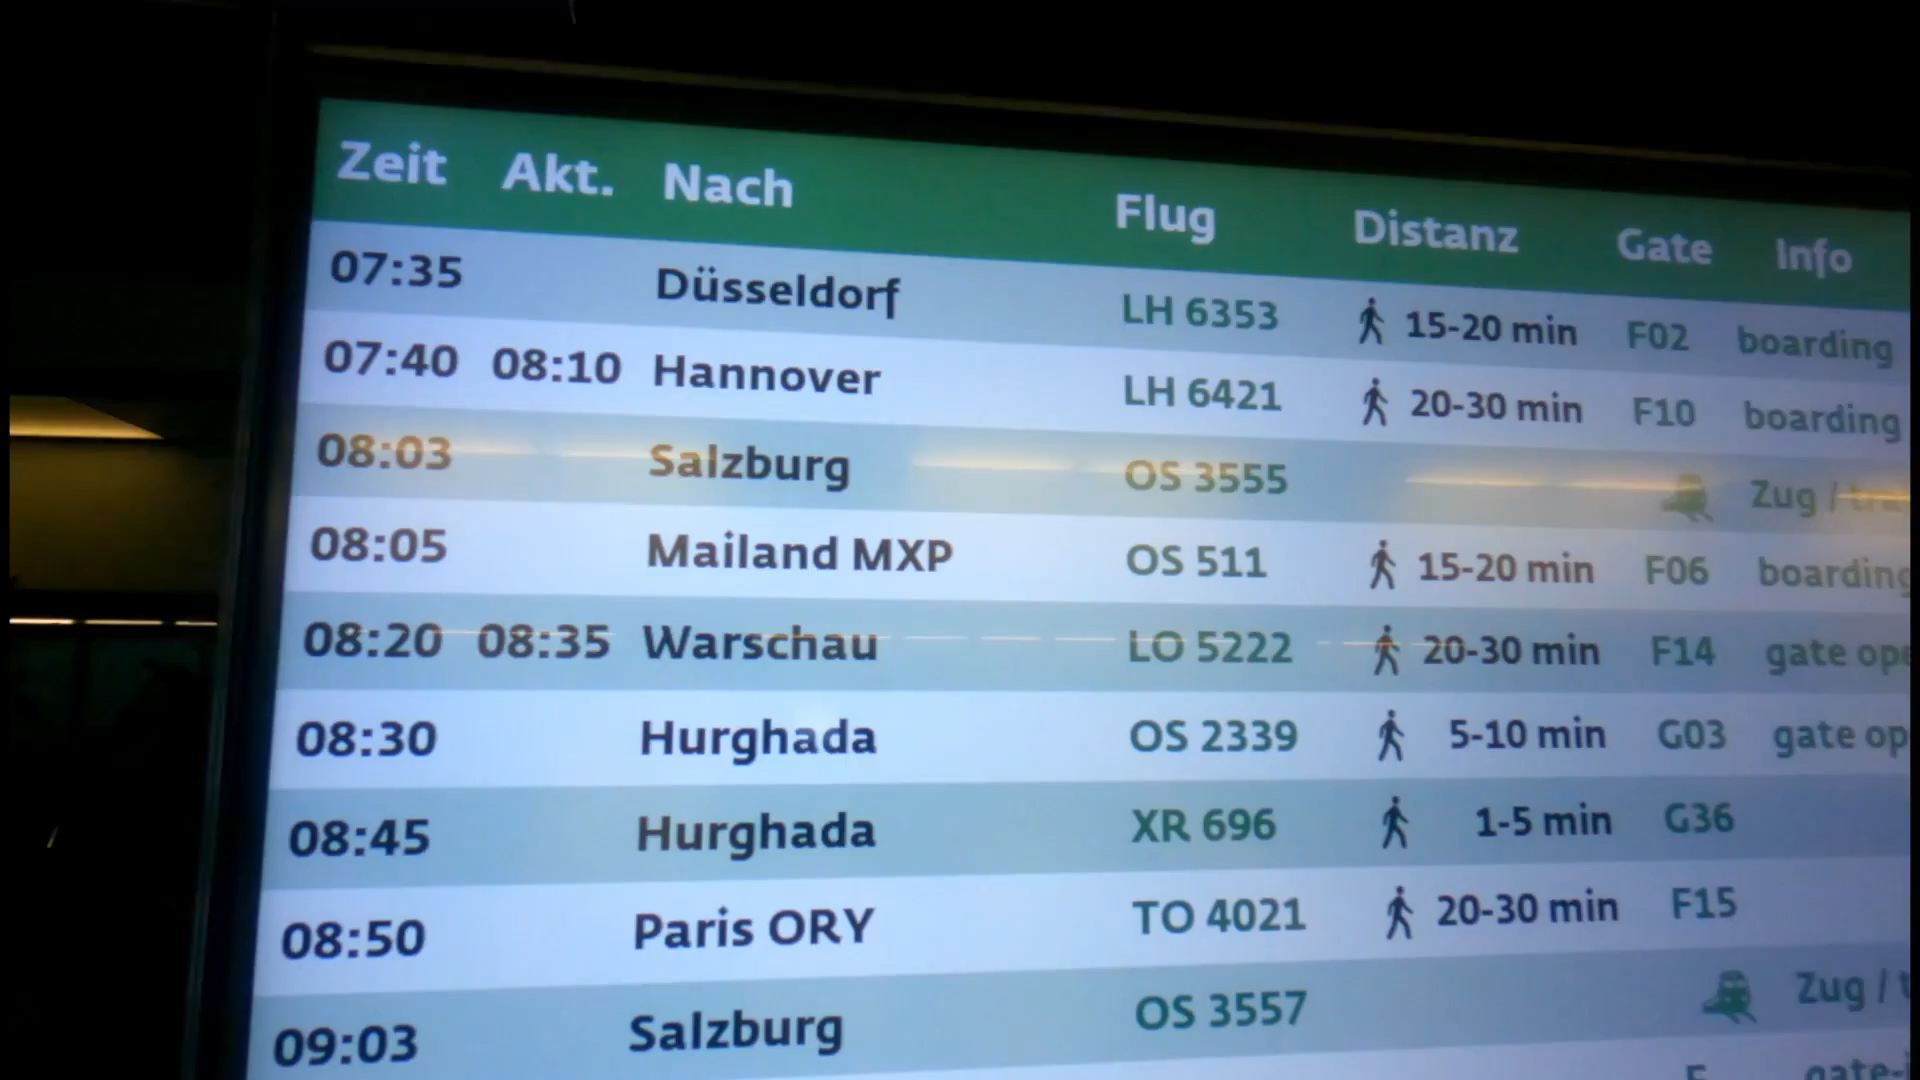 Zeit Akt. Nach Flug Distanz Gate Info
07:35 Düsseldorf LH 6353 15-20 min F02 boarding
07:40 08:10 Hannover LH 6421 20-30 min F10 boarding
08:03 Salzburg OS 3555 Zug /
08:05 Mailand MXP OS 511 15-20 min F06 boarding
08:20 08:35 Warschau LO 5222 20-30 min F14 gate
08:30 Hurghada OS 2339 5-10 min G03 gate
08:45 Hurghada XR 696 1-5 min G36
08:50 Paris ORY TO 4021 20-30 min F15
09:03 Salzburg OS 3557 Zug /